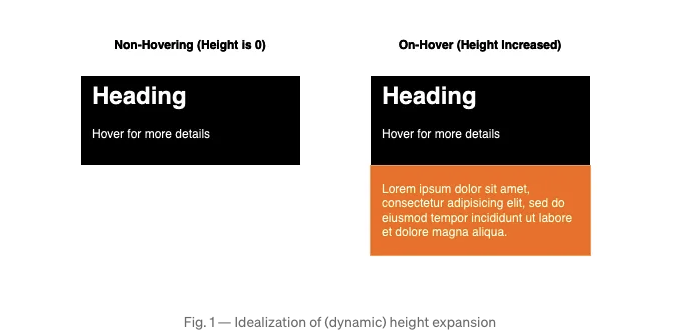 Non-Hovering (Height is 0)
On-Hover (Height Increased)
Heading
Hover for more details
Heading
Hover for more details
Lorem ipsum dolor sit amet,
consectetur adipisicing elit, sed do
eiusmod tempor incididunt ut labore
et dolore magna aliqua.
Fig. 1 — Idealization of (dynamic) height expansion